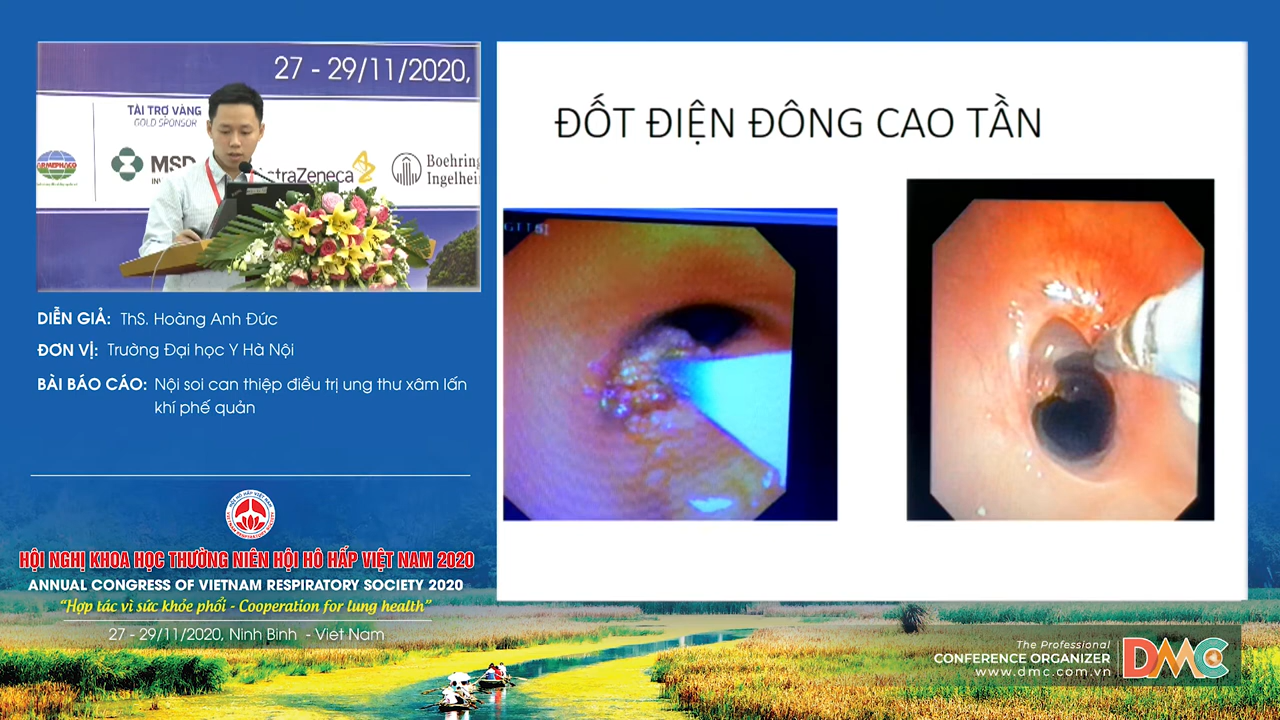 27 - 29/11/2020,
TÀI TRỢ VÀNG
GOLD SPONSOR
MSD
AstraZeneca
Boehring
Ingelheim
DIỄN GIẢ: ThS. Hoàng Anh Đức
ĐƠN VỊ: Trường Đại học Y Hà Nội
BÀI BÁO CÁO: Nội soi can thiệp điều trị ung thư xâm lấn
khí phế quản
HỘI NGHỊ KHOA HỌC THƯỜNG NIÊN HỘI HÔ HẤP VIỆT NAM 2020
ANNUAL CONGRESS OF VIETNAM RESPIRATORY SOCIETY 2020
“Hợp tác vì sức khỏe phổi - Cooperation for lung health”
27 - 29/11/2020, Ninh Binh - Viet Nam
ĐỐT ĐIỆN ĐÔNG CAO TẦN
The Professional
CONFERENCE ORGANIZER
www.dmc.com.vn
DMC